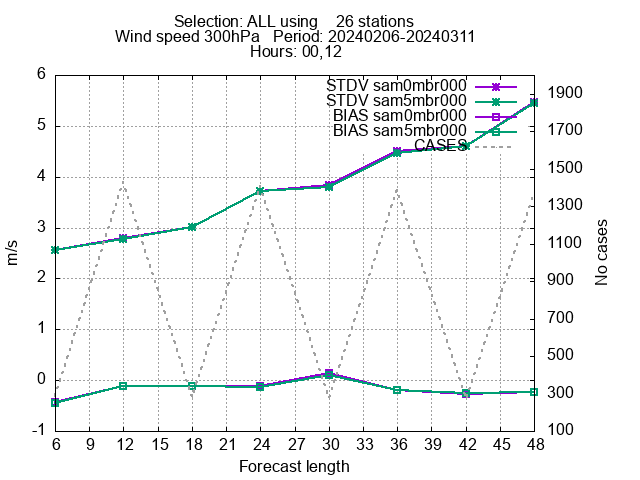 Selection: ALL using    26 stations
Wind speed 300hPa   Period: 20240206-20240311
Hours: 00,12
STDV sam0mbr000
STDV sam5mbr000
BIAS sam0mbr000
BIAS sam5mbr000
CASES
6
5
4
3
2
1
0
-1
m/s
1900
1700
1500
1300
1100
900
700
500
300
100
No cases
6 9 12 15 18 21 24 27 30 33 36 39 42 45 48
Forecast length